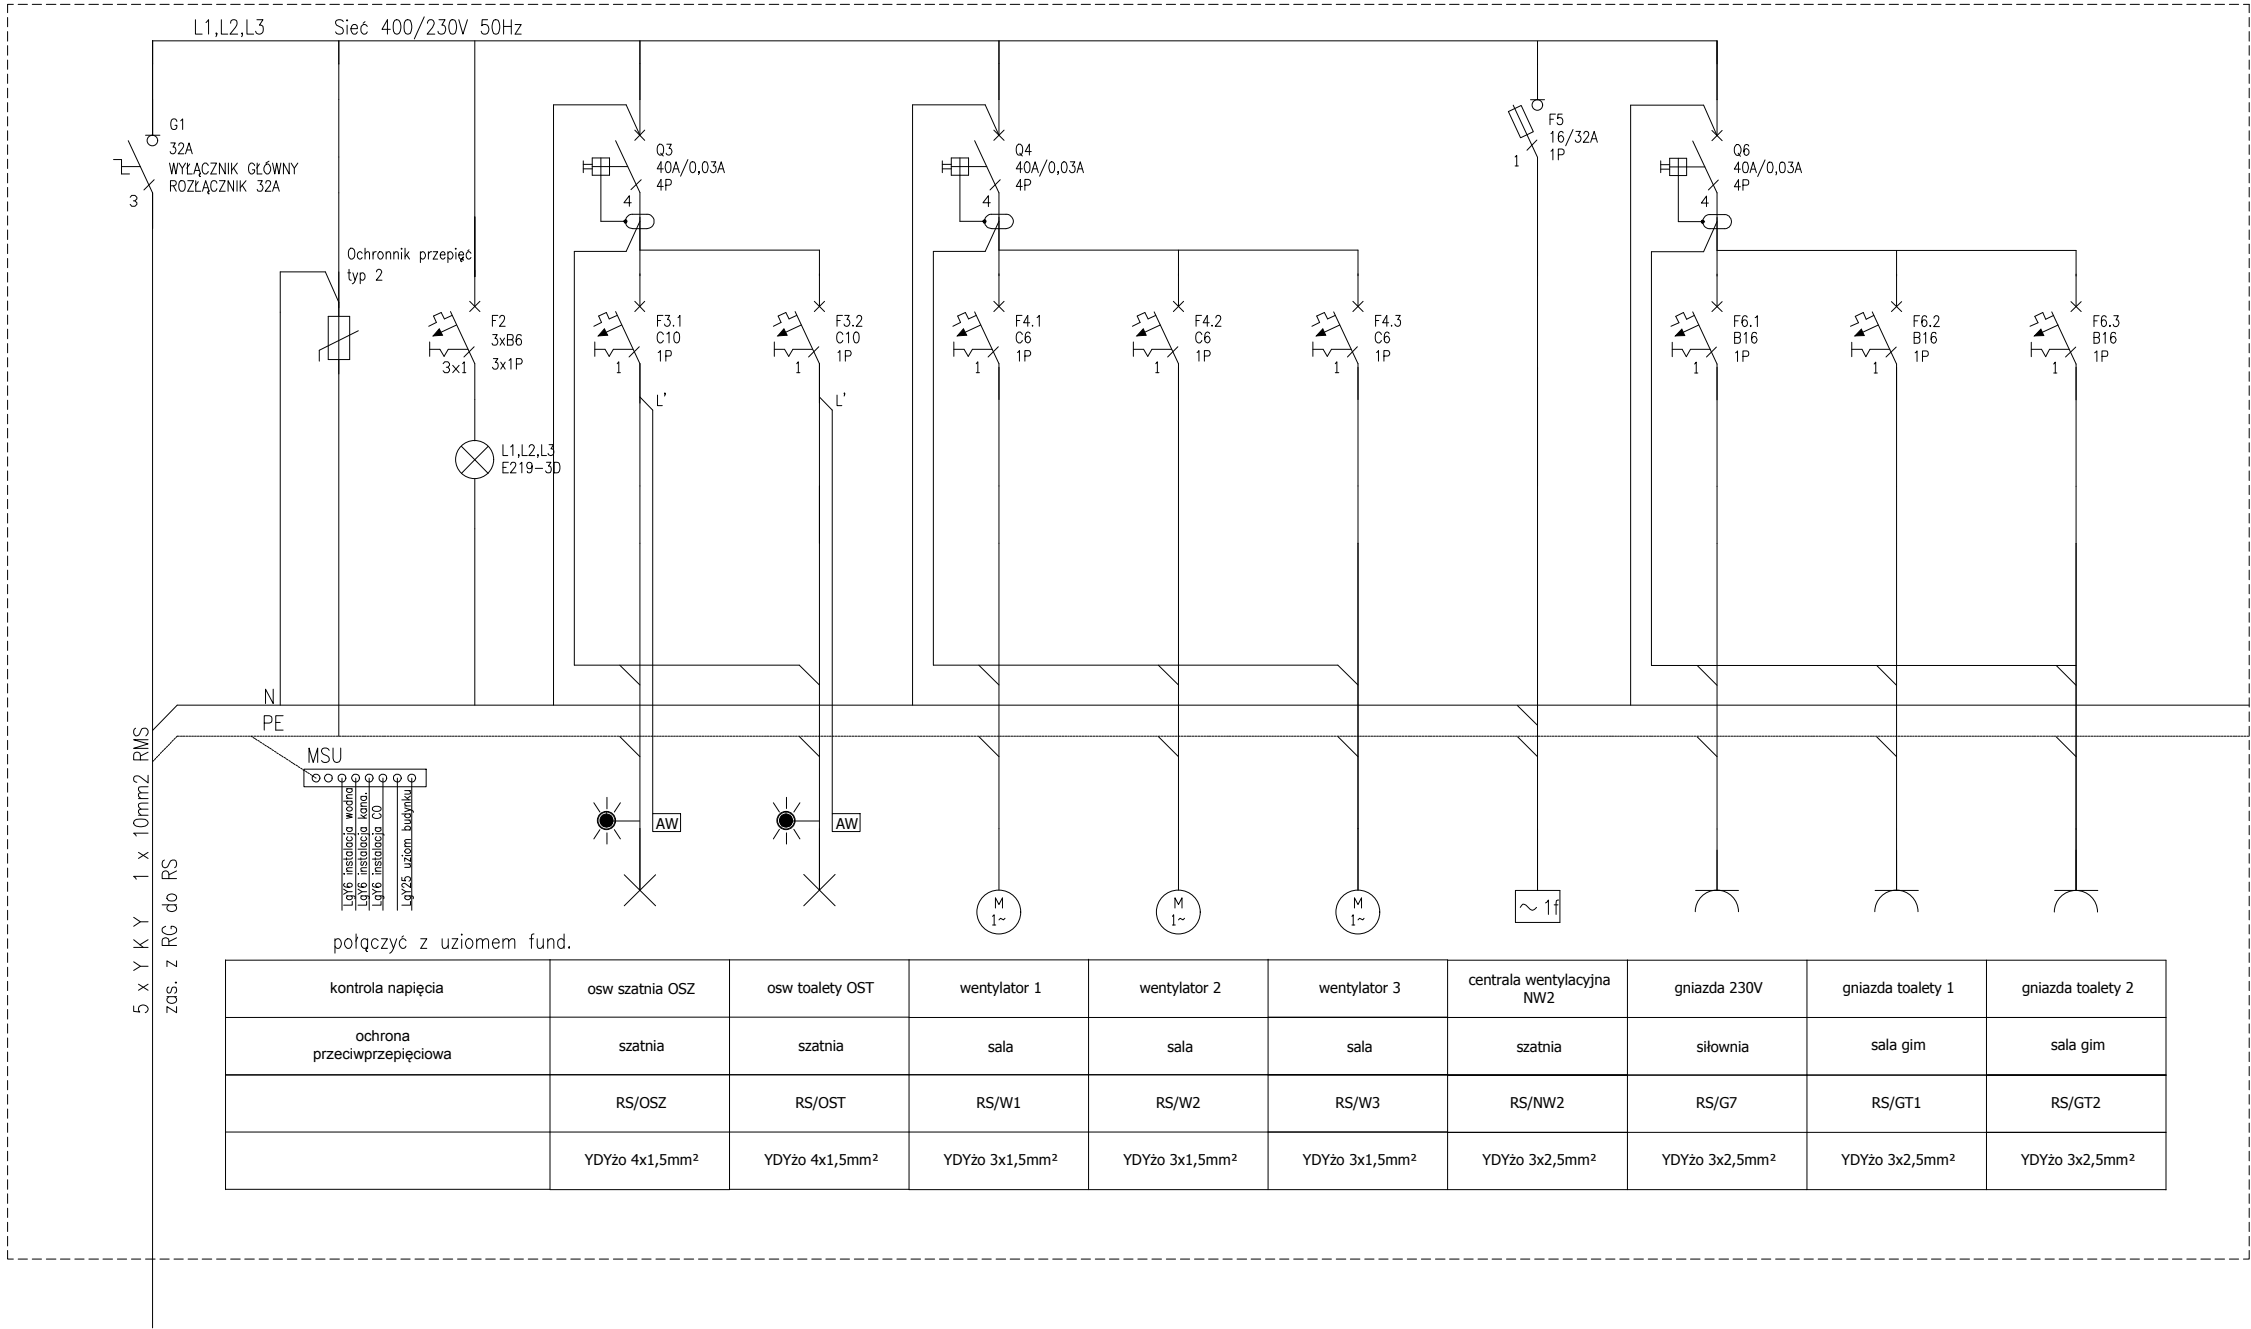 L1,L2,L3
Sieć 400/230V 50Hz
G1
32A
WYŁĄCZNIK GŁÓWNY
ROZŁĄCZNIK 32A
3
Ochronnik przepięć
typ 2
F2
3xB6
3x1P
3x1
L1,L2,L3
E219-3D
Q3
40A/0,03A
4P
4
F3.1
C10
1P
1
L'
F3.2
C10
1P
1
L'
Q4
40A/0,03A
4P
4
F4.1
C6
1P
1
F4.2
C6
1P
1
F4.3
C6
1P
1
F5
16/32A
1P
1
Q6
40A/0,03A
4P
4
F6.1
B16
1P
1
F6.2
B16
1P
1
F6.3
B16
1P
1
N
PE
MSU
LgY6 instalacja wodna
LgY6 instalacja kana.
LgY6 instalacja CO
LgY25 uziom budynku
połączyć z uziomem fund.
5 x Y K Y 1 x 10mm2 RMS
zas. z RG do RS
AW
AW
M
1~
M
1~
M
1~
~ 1f
kontrola napięcia
osw szatnia OSZ
osw toalety OST
wentylator 1
wentylator 2
wentylator 3
centrala wentylacyjna
NW2
gniazda 230V
gniazda toalety 1
gniazda toalety 2
ochrona
przeciwprzepięciowa
szatnia
szatnia
sala
sala
sala
szatnia
siłownia
sala gim
sala gim
RS/OSZ
RS/OST
RS/W1
RS/W2
RS/W3
RS/NW2
RS/G7
RS/GT1
RS/GT2
YDYżo 4x1,5mm²
YDYżo 4x1,5mm²
YDYżo 3x1,5mm²
YDYżo 3x1,5mm²
YDYżo 3x1,5mm²
YDYżo 3x2,5mm²
YDYżo 3x2,5mm²
YDYżo 3x2,5mm²
YDYżo 3x2,5mm²